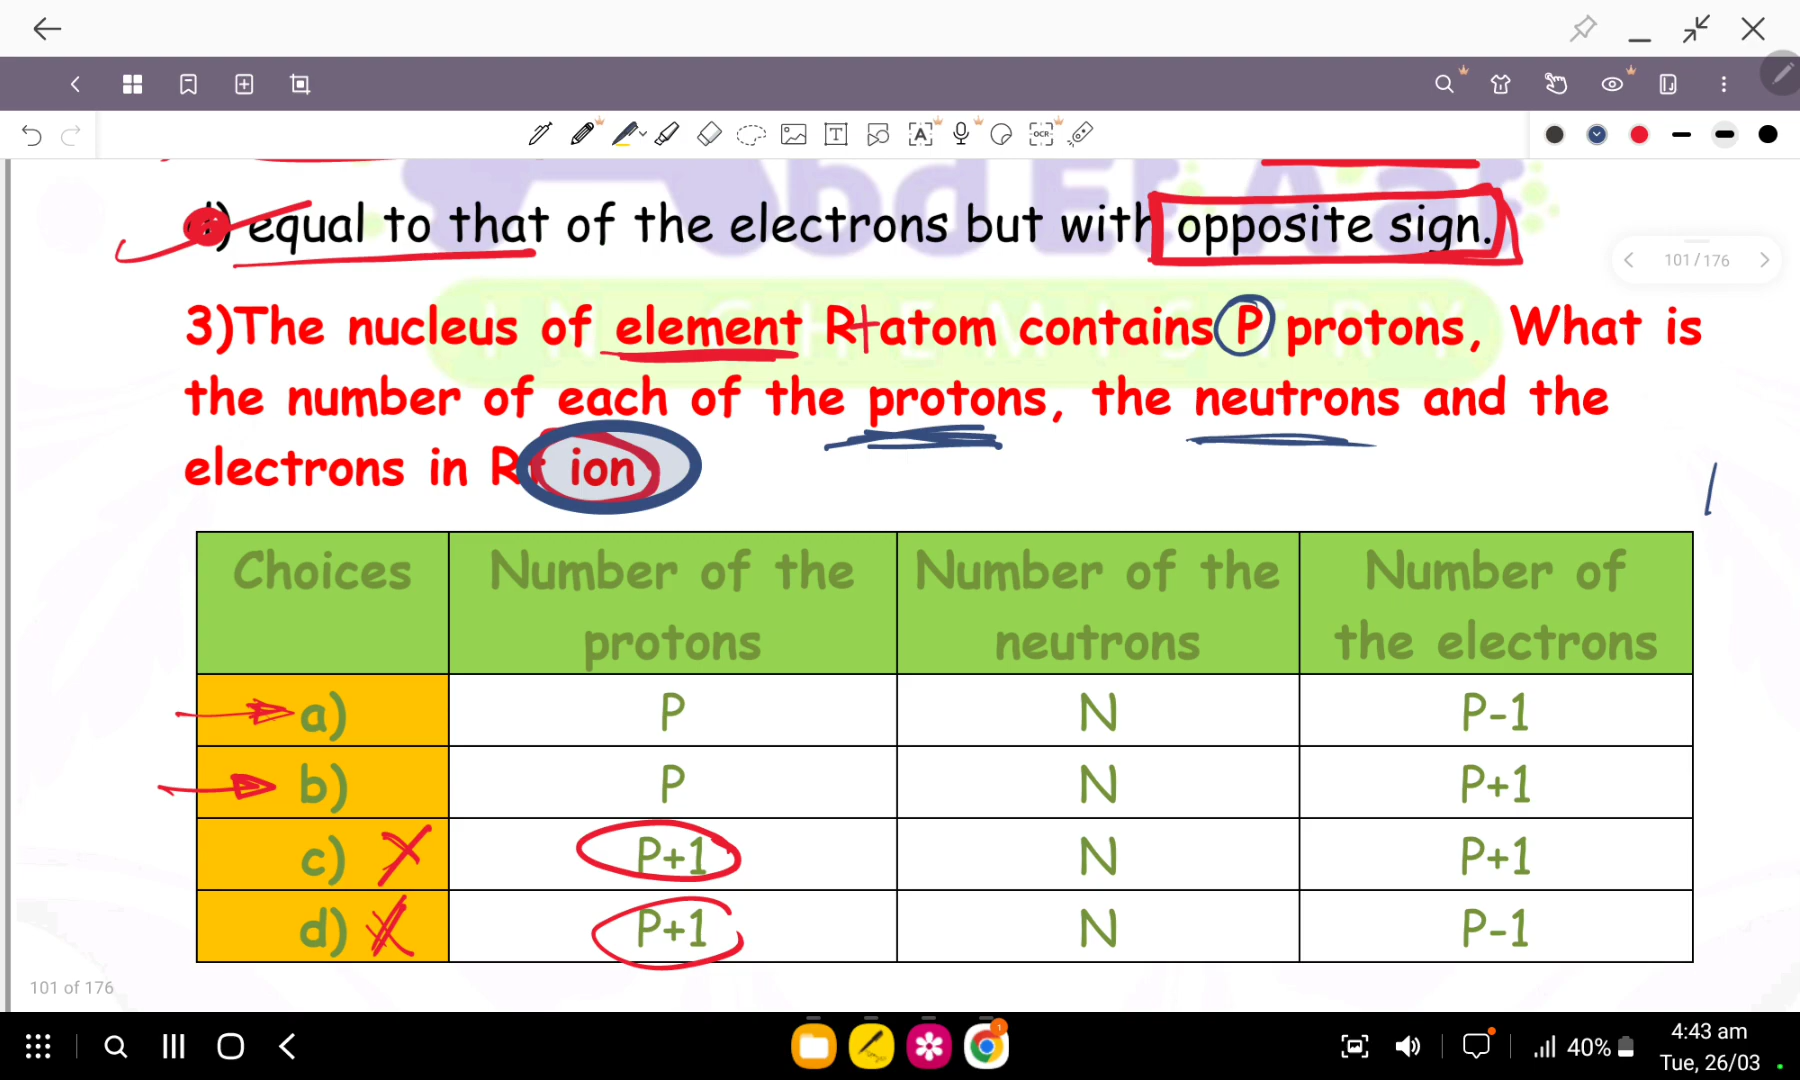 101/176
d) equal to that of the electrons but with opposite sign.
3)The nucleus of element R+atom contains P protons, What is
the number of each of the protons, the neutrons and the
electrons in R+ ion
Choices Number of the protons Number of the neutrons Number of the electrons
a) P N P-1
b) P N P+1
c) P+1 N P+1
d) P+1 N P-1
101 of 176
40%
4:43 am
Tue, 26/03